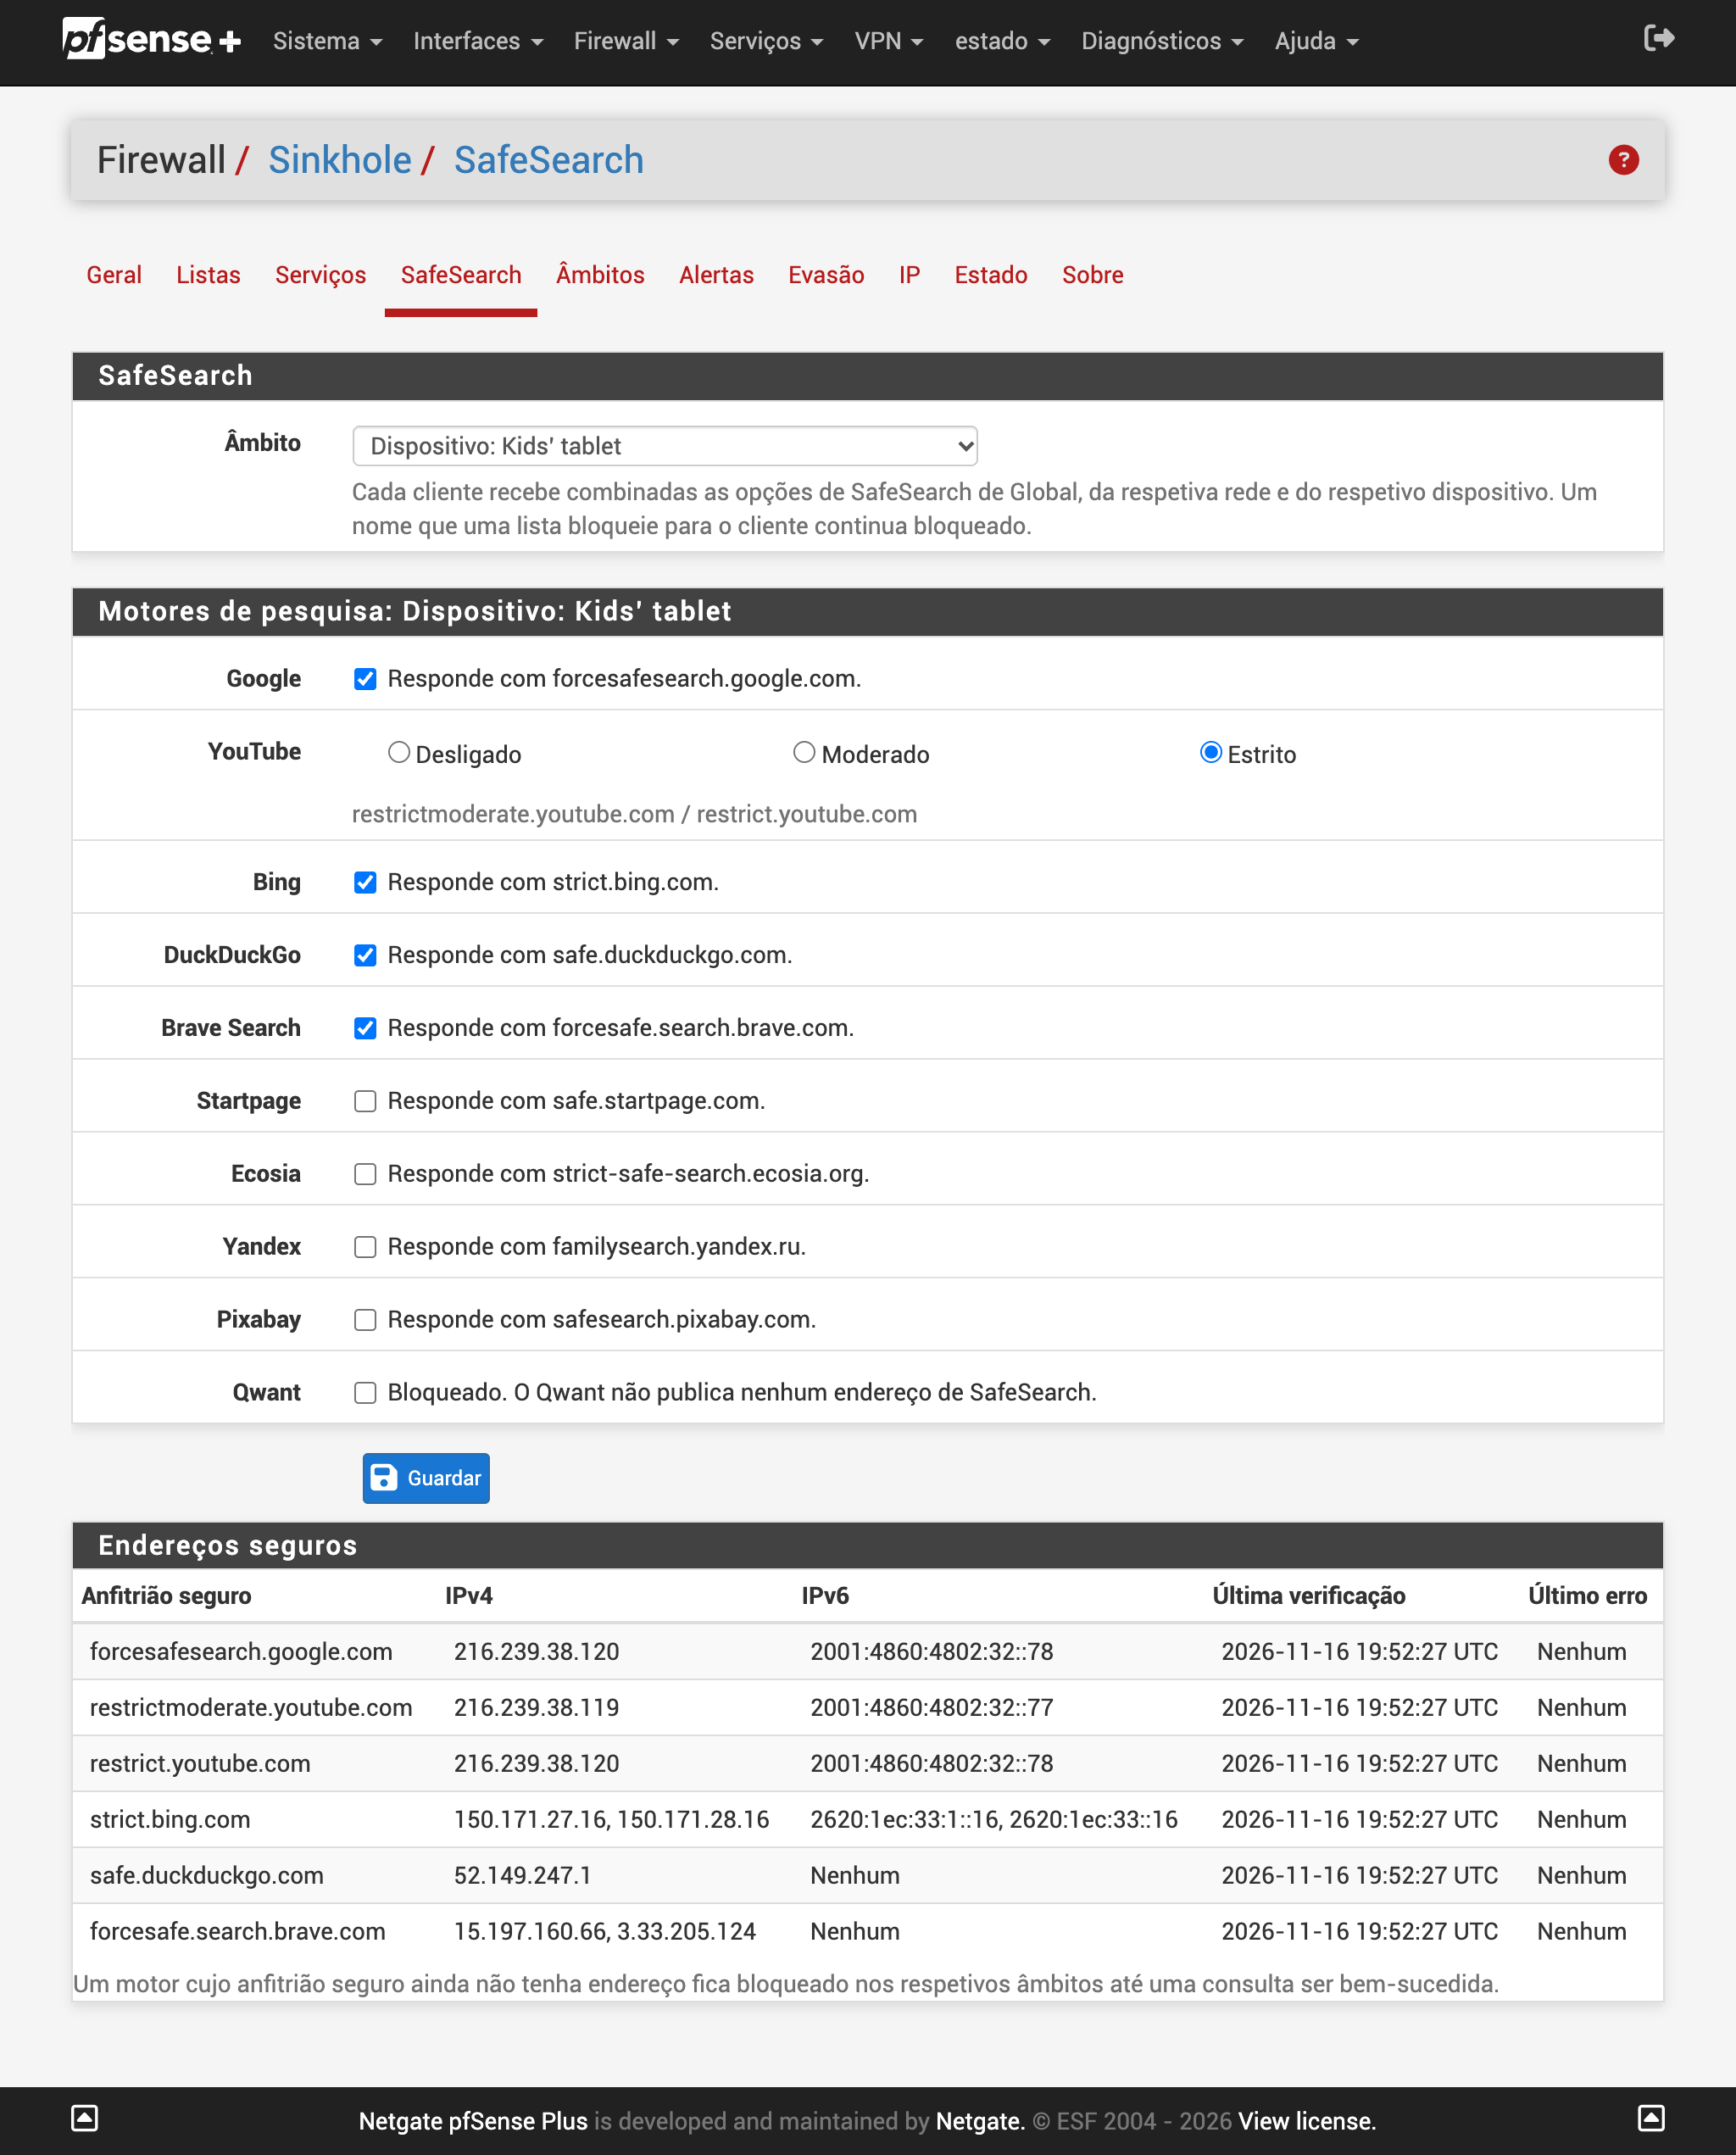 pfsense +
Sistema
Interfaces
Firewall
Serviços
VPN
estado
Diagnósticos
Ajuda
Firewall / Sinkhole / SafeSearch
?
Geral
Listas
Serviços
SafeSearch
Âmbitos
Alertas
Evasão
IP
Estado
Sobre
SafeSearch
Âmbito
Dispositivo: Kids' tablet
Cada cliente recebe combinadas as opções de SafeSearch de Global, da respetiva rede e do respetivo dispositivo. Um
nome que uma lista bloqueie para o cliente continua bloqueado.
Motores de pesquisa: Dispositivo: Kids' tablet
Google Responde com forcesafesearch.google.com.
YouTube Desligado Moderado Estrito
restrictmoderate.youtube.com / restrict.youtube.com
Bing Responde com strict.bing.com.
DuckDuckGo Responde com safe.duckduckgo.com.
Brave Search Responde com forcesafe.search.brave.com.
Startpage Responde com safe.startpage.com.
Ecosia Responde com strict-safe-search.ecosia.org.
Yandex Responde com familysearch.yandex.ru.
Pixabay Responde com safesearch.pixabay.com.
Qwant Bloqueado. O Qwant não publica nenhum endereço de SafeSearch.
Guardar
Endereços seguros
Anfitrião seguro IPv4 IPv6 Última verificação Último erro
forcesafesearch.google.com 216.239.38.120 2001:4860:4802:32::78 2026-11-16 19:52:27 UTC Nenhum
restrictmoderate.youtube.com 216.239.38.119 2001:4860:4802:32::77 2026-11-16 19:52:27 UTC Nenhum
restrict.youtube.com 216.239.38.120 2001:4860:4802:32::78 2026-11-16 19:52:27 UTC Nenhum
strict.bing.com 150.171.27.16, 150.171.28.16 2620:1ec:33:1::16, 2620:1ec:33::16 2026-11-16 19:52:27 UTC Nenhum
safe.duckduckgo.com 52.149.247.1 Nenhum 2026-11-16 19:52:27 UTC Nenhum
forcesafe.search.brave.com 15.197.160.66, 3.33.205.124 Nenhum 2026-11-16 19:52:27 UTC Nenhum
Um motor cujo anfitrião seguro ainda não tenha endereço fica bloqueado nos respetivos âmbitos até uma consulta ser bem-sucedida.
Netgate pfSense Plus is developed and maintained by Netgate. © ESF 2004 - 2026 View license.